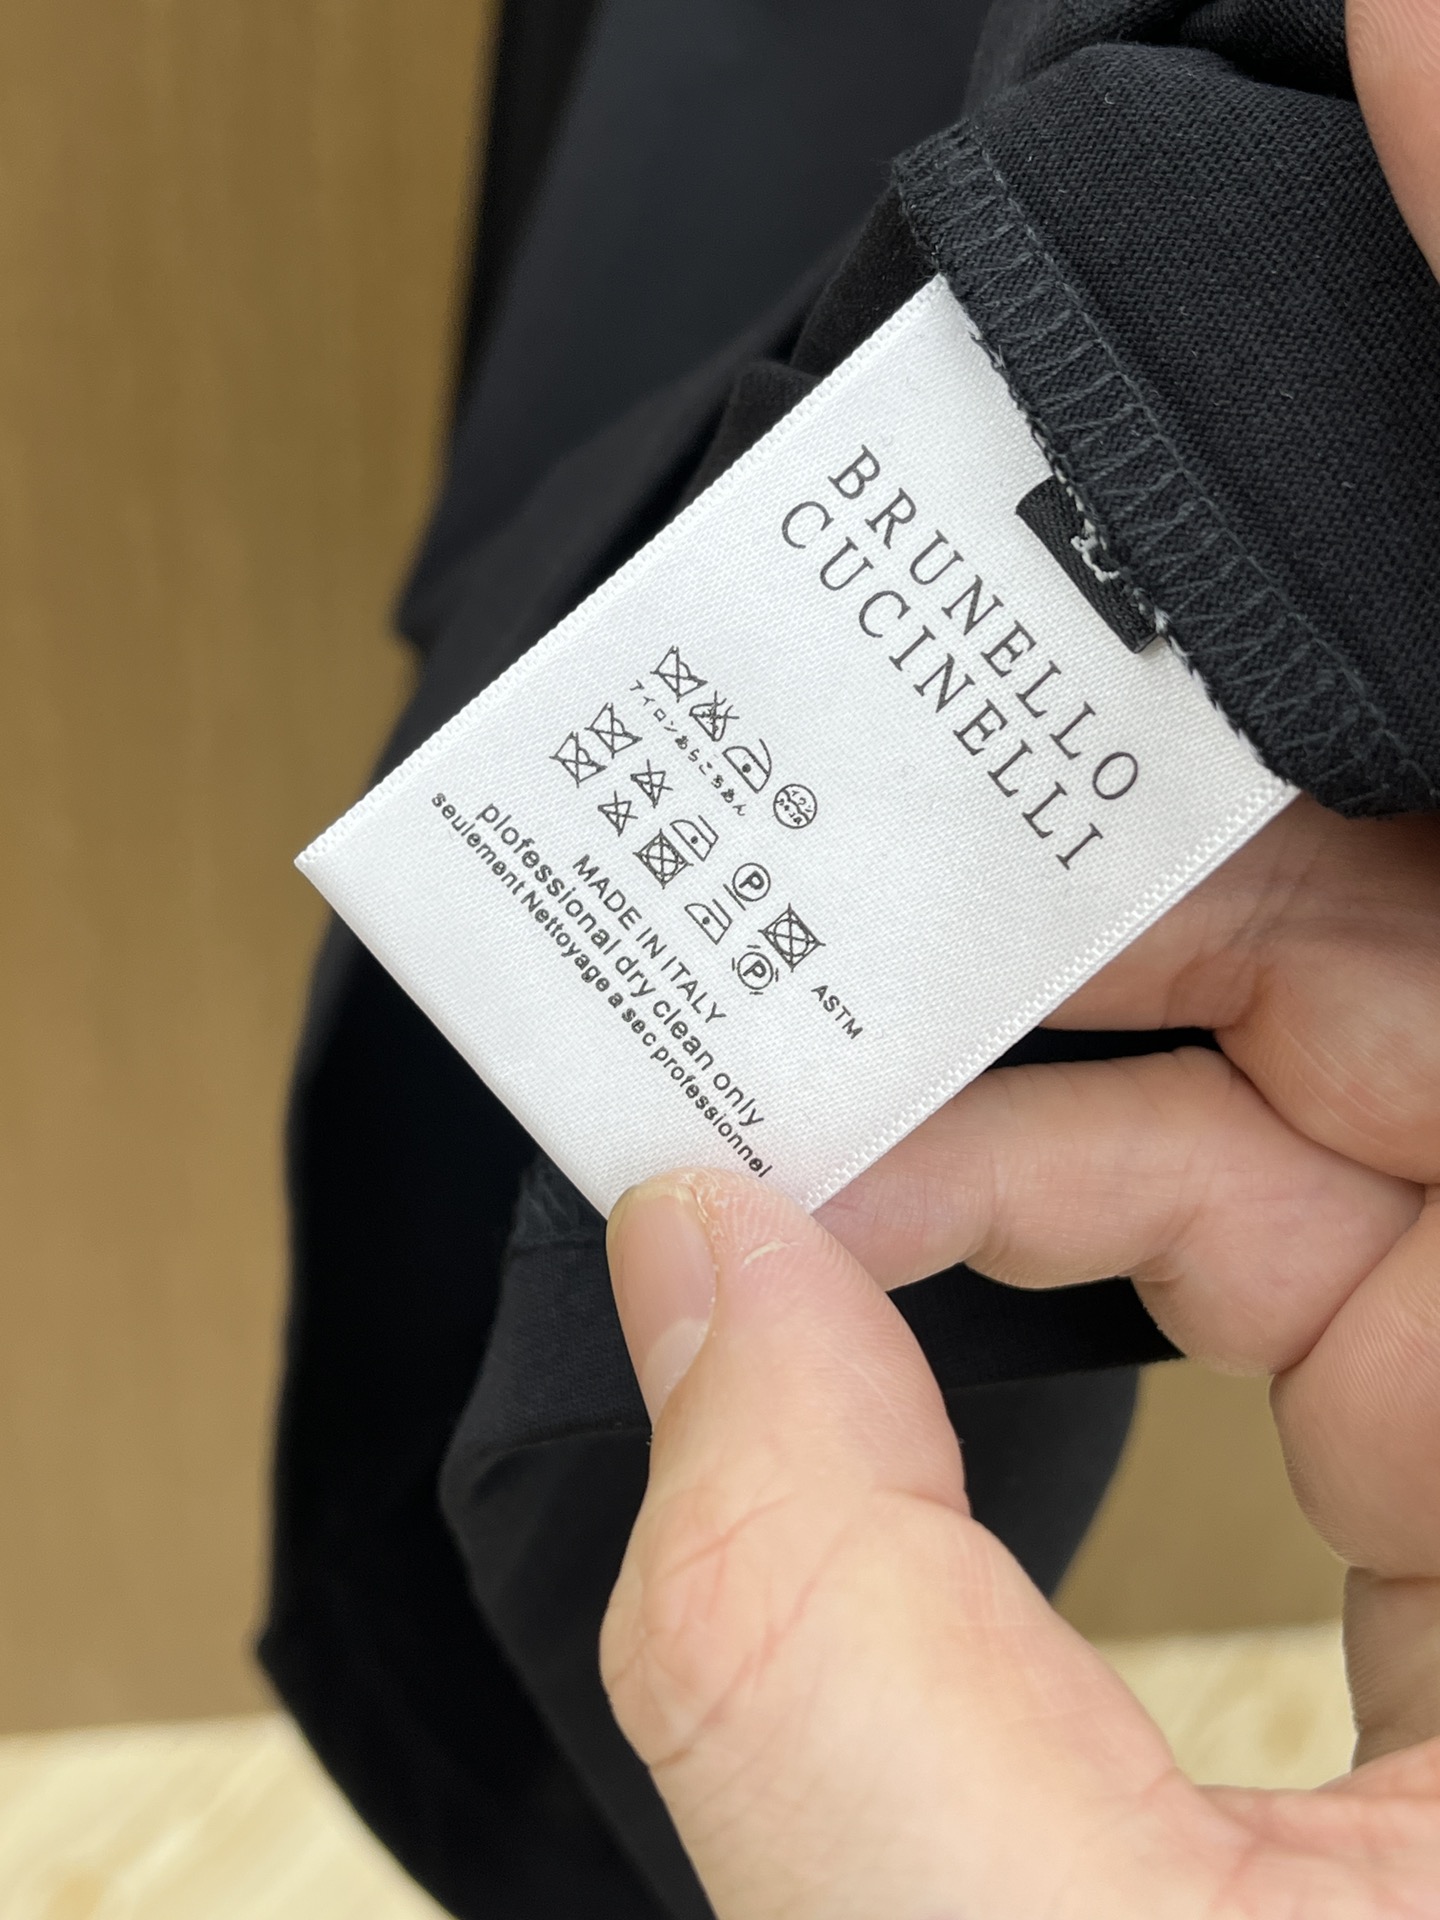 BRUNELLO
CUCINELLI
アイロンあらこちあん
P
P
ASTM
MADE IN ITALY
plofessional dry clean only
seulement Nettoyage a sec professionnel